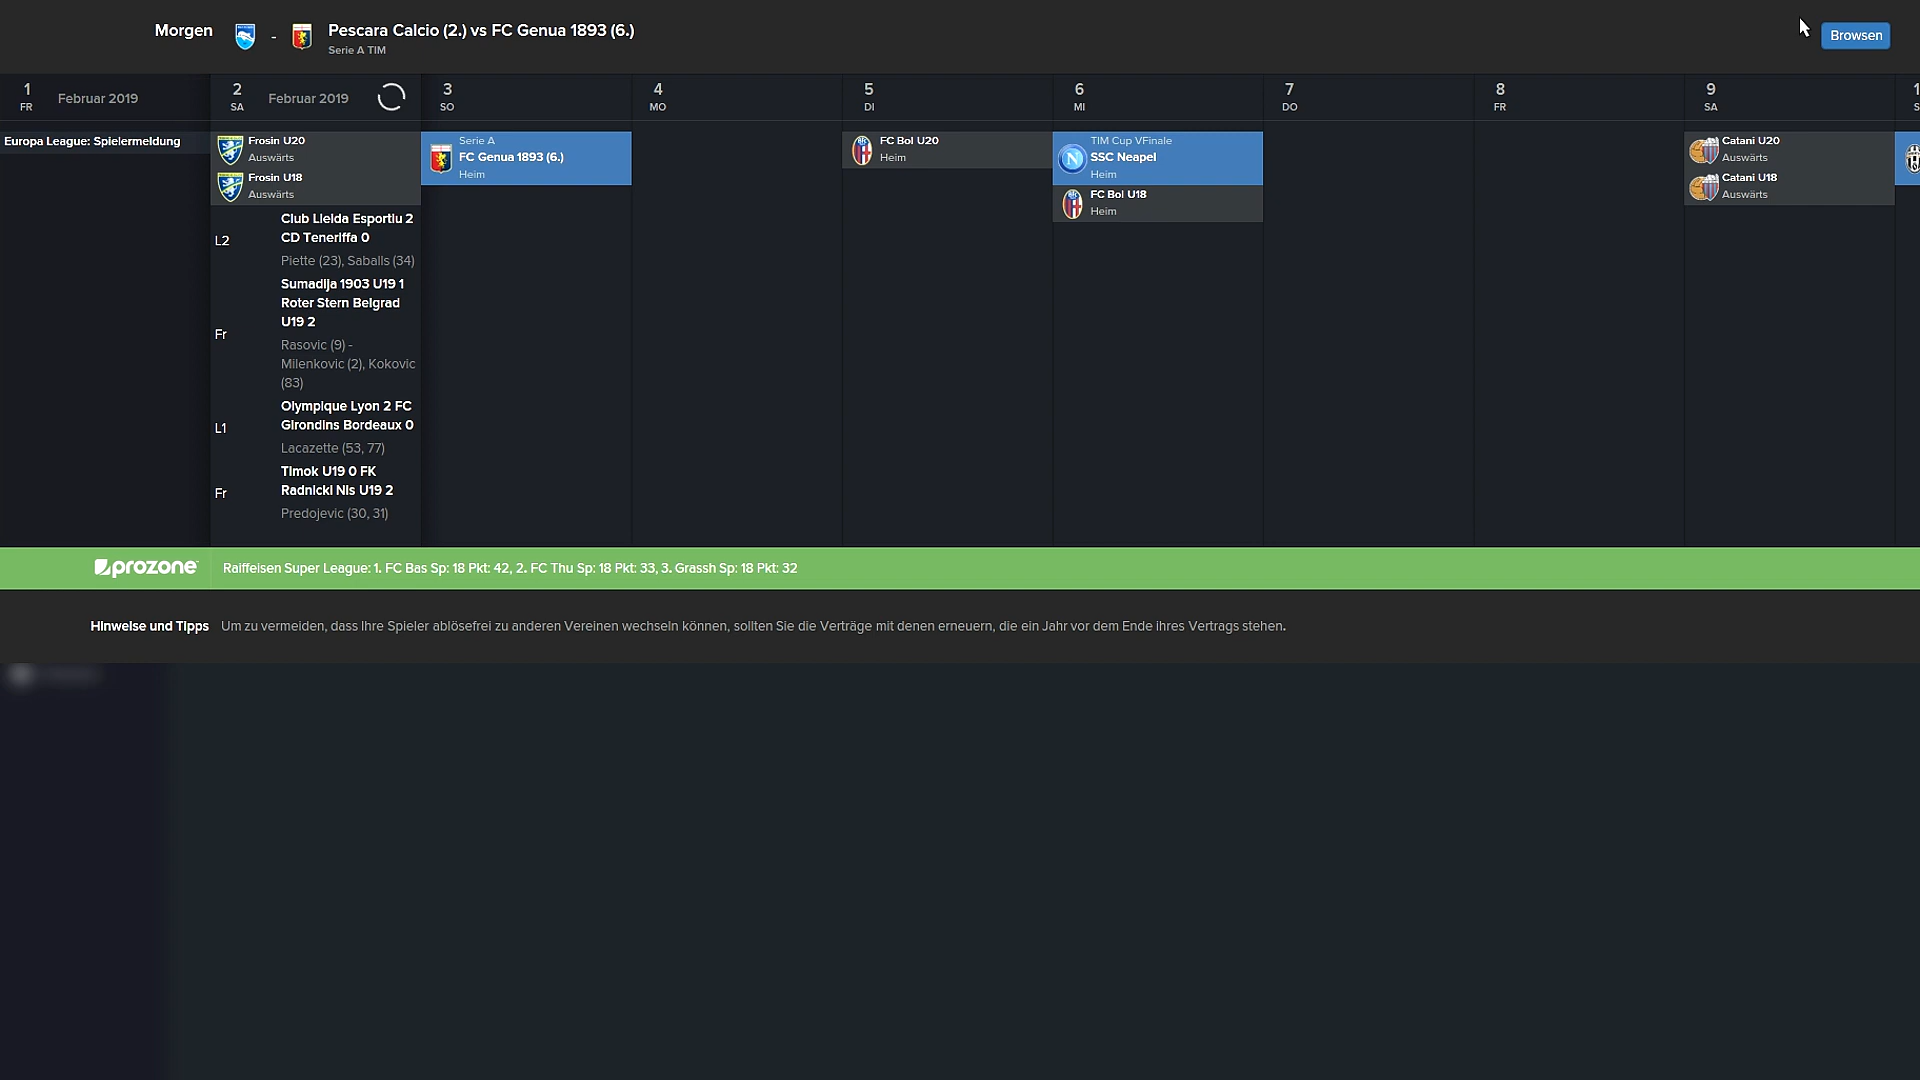 Morgen
-
Pescara Calcio (2.) vs FC Genua 1893 (6.)
Serie A TIM
Browsen
1
FR
Februar 2019
2
SA
Februar 2019
3
SO
4
MO
5
DI
6
MI
7
DO
8
FR
9
SA
Europa League: Spielermeldung
Frosin U20
Auswärts
Frosin U18
Auswärts
L2
Club Lleida Esportiu 2
CD Teneriffa 0
Piette (23), Saballs (34)
Fr
Sumadija 1903 U19 1
Roter Stern Belgrad
U19 2
Rasovic (9) -
Milenkovic (2), Kokovic
(83)
L1
Olympique Lyon 2 FC
Girondins Bordeaux 0
Lacazette (53, 77)
Fr
Timok U19 0 FK
Radnicki Nis U19 2
Predojevic (30, 31)
Serie A
FC Genua 1893 (6.)
Heim
FC Bol U20
Heim
TIM Cup VFinale
SSC Neapel
Heim
FC Bol U18
Heim
Catani U20
Auswärts
Catani U18
Auswärts
prozone
Raiffeisen Super League: 1. FC Bas Sp: 18 Pkt: 42, 2. FC Thu Sp: 18 Pkt: 33, 3. Grassh Sp: 18 Pkt: 32
Hinweise und Tipps
Um zu vermeiden, dass Ihre Spieler ablösefrei zu anderen Vereinen wechseln können, sollten Sie die Verträge mit denen erneuern, die ein Jahr vor dem Ende ihres Vertrags stehen.